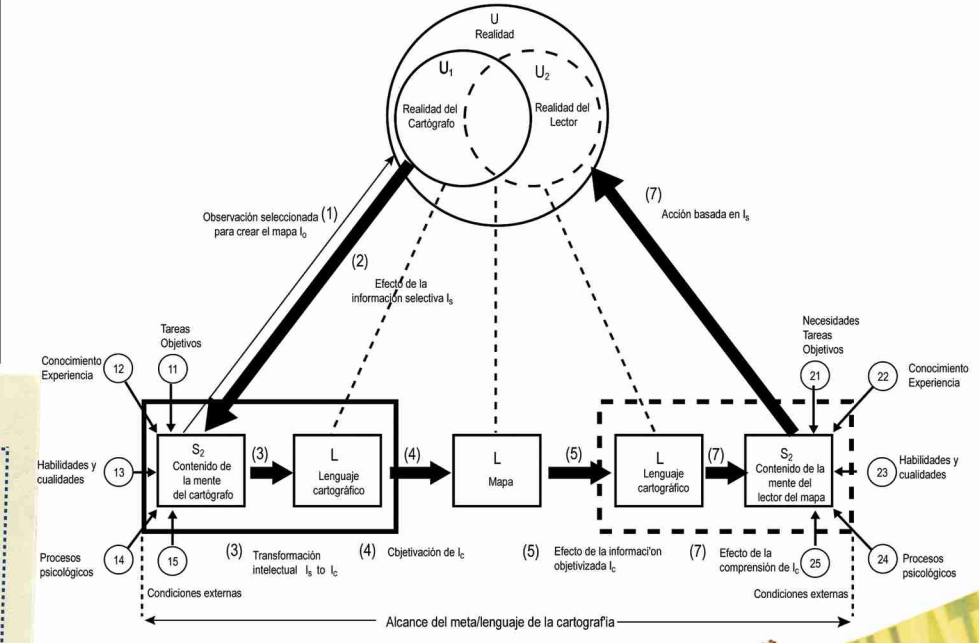 U
Realidad
U₁
Realidad del
Cartógrafo
U₂
Realidad del
Lector
Observación seleccionada (1)
para crear el mapa Iₒ
(2)
Efecto de la
información selectiva Iₛ
(7)
Acción basada en Iₛ
Conocimiento
Experiencia
12
Tareas
Objetivos
11
Habilidades y
cualidades
13
Procesos
psicológicos
14
15
Condiciones externas
S₂
Contenido de
la mente
del cartógrafo
(3)
L
Lenguaje
cartográfico
(4)
L
Mapa
(5)
L
Lenguaje
cartográfico
(7)
S₂
Contenido de la
mente del
lector del mapa
Necesidades
Tareas
Objetivos
21
22
Conocimiento
Experiencia
23
Habilidades y
cualidades
24
Procesos
psicológicos
25
Condiciones externas
(3) Transformación
intelectual Iₛ to I꜀
(4) Cbjetivación de I꜀
(5) Efecto de la informaci'on
objetivizada I꜀
(7) Efecto de la
comprensión de I꜀
Alcance del meta/lenguaje de la cartograf'ia